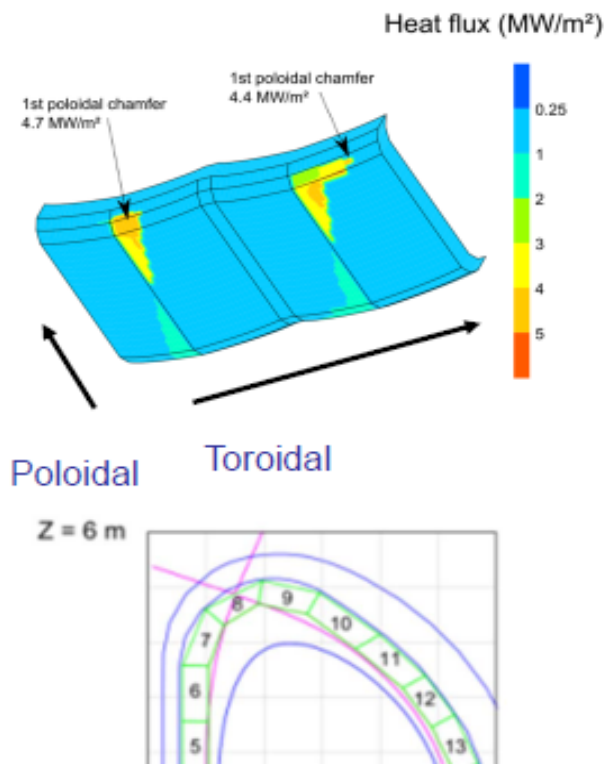 Heat flux (MW/m²)
1st poloidal chamfer
4.4 MW/m²
1st poloidal chamfer
4.7 MW/m²
0.25
1
2
3
4
5
Poloidal
Toroidal
Z = 6 m
8
9
7
10
11
6
12
13
5